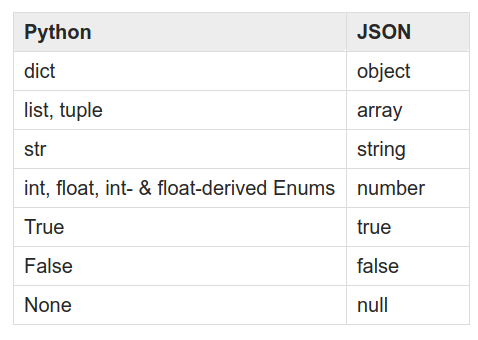 Python JSON
dict object
list, tuple array
str string
int, float, int- & float-derived Enums number
True true
False false
None null